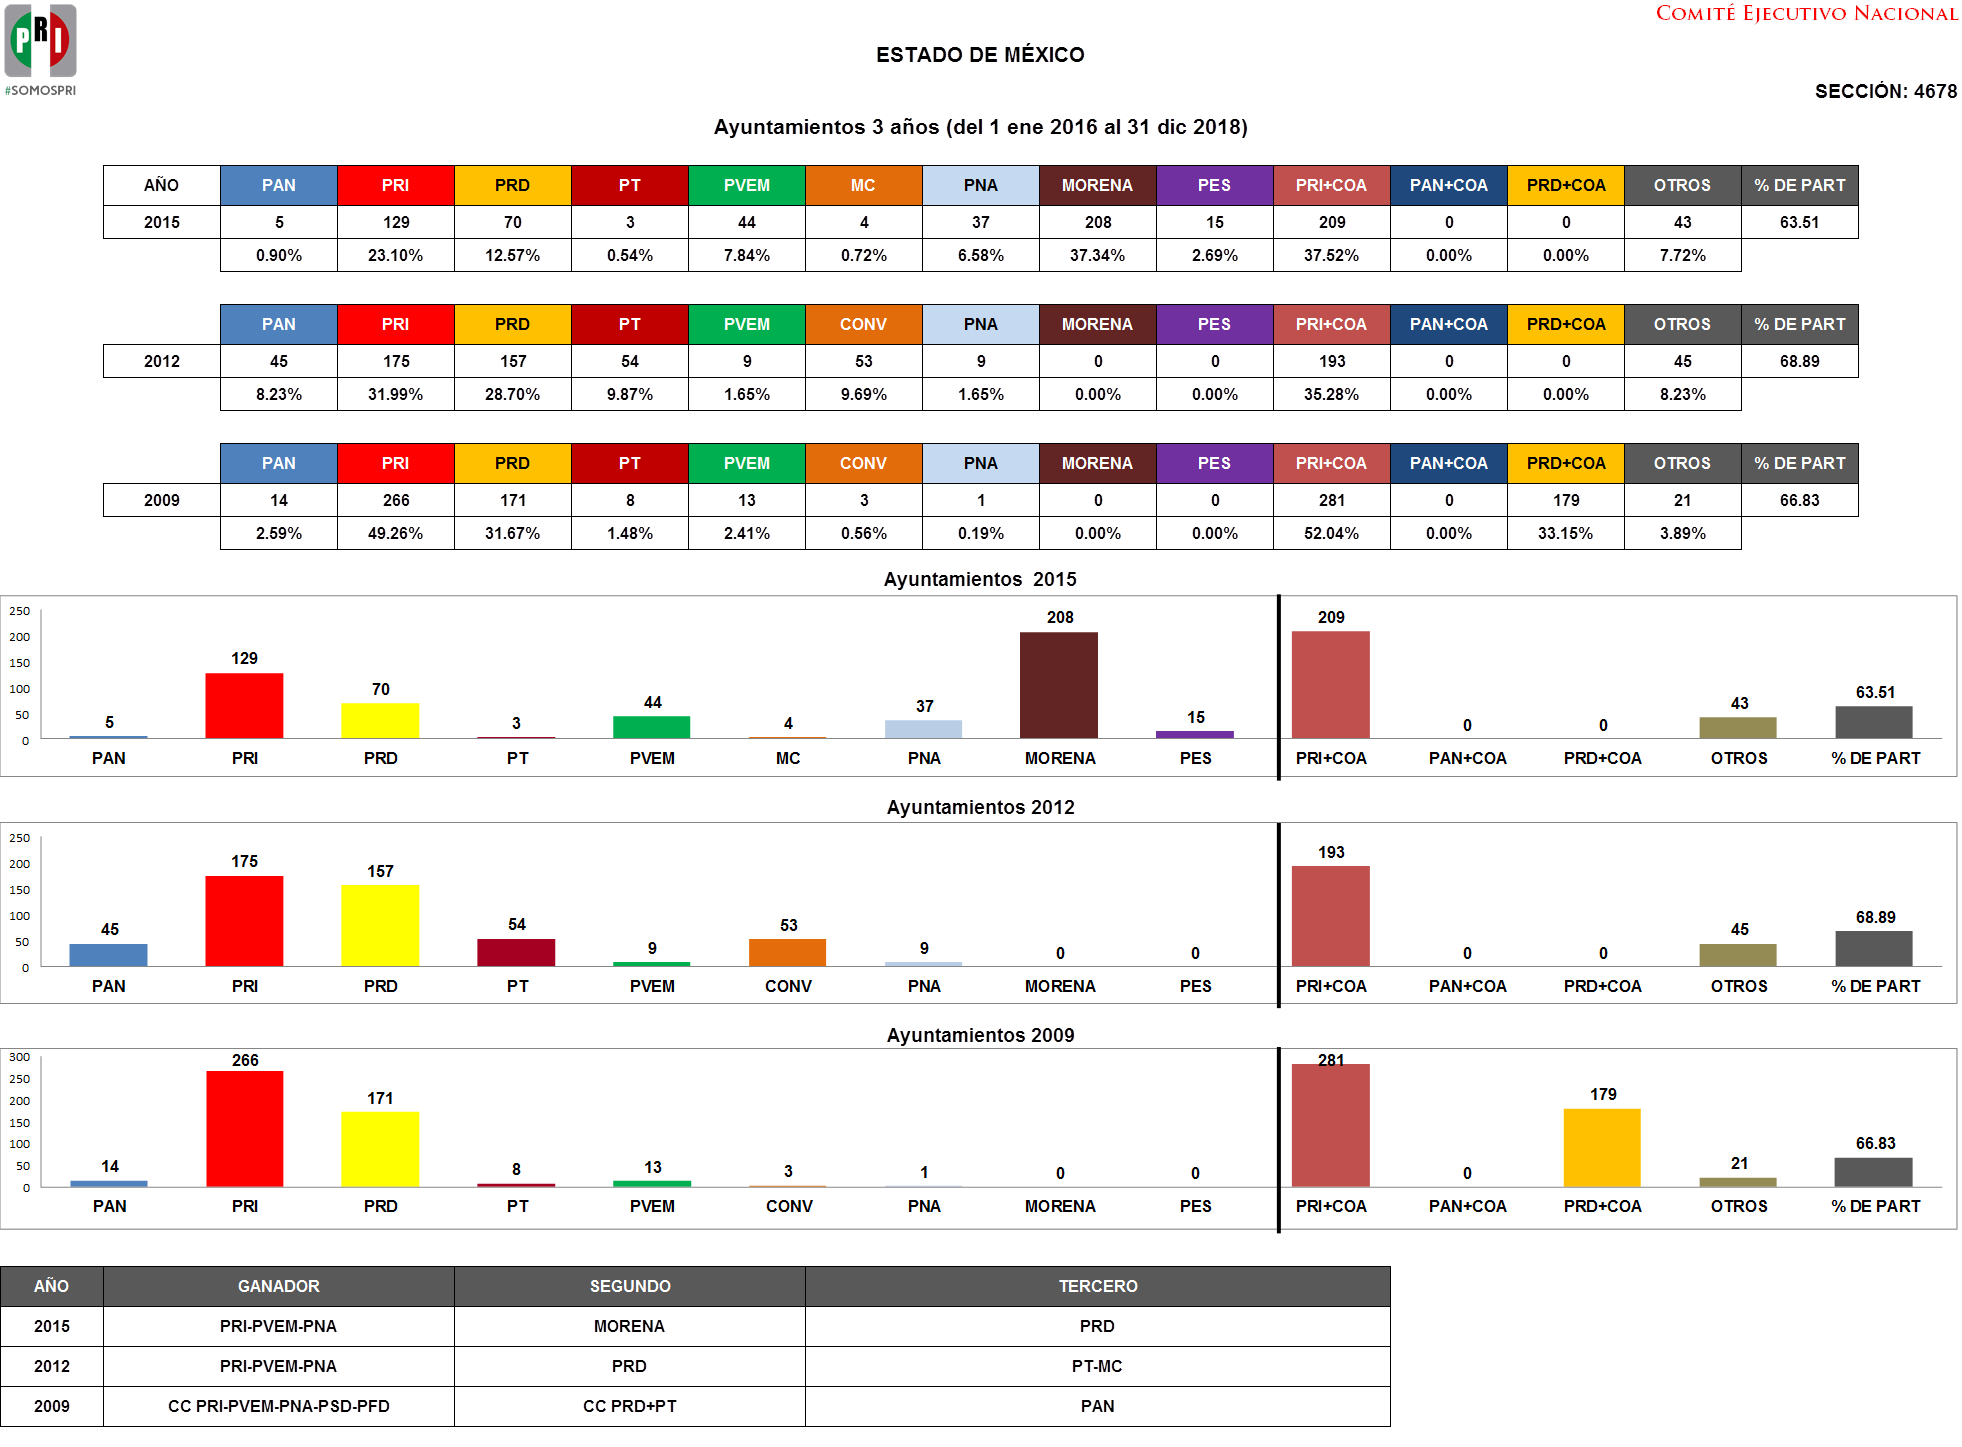 COMITÉ EJECUTIVO NACIONAL
PRI
#SOMOSPRI
ESTADO DE MÉXICO
SECCIÓN: 4678
Ayuntamientos 3 años (del 1 ene 2016 al 31 dic 2018)
AÑO PAN PRI PRD PT PVEM MC PNA MORENA PES PRI+COA PAN+COA PRD+COA OTROS % DE PART
2015 5 129 70 3 44 4 37 208 15 209 0 0 43 63.51
0.90% 23.10% 12.57% 0.54% 7.84% 0.72% 6.58% 37.34% 2.69% 37.52% 0.00% 0.00% 7.72%
PAN PRI PRD PT PVEM CONV PNA MORENA PES PRI+COA PAN+COA PRD+COA OTROS % DE PART
2012 45 175 157 54 9 53 9 0 0 193 0 0 45 68.89
8.23% 31.99% 28.70% 9.87% 1.65% 9.69% 1.65% 0.00% 0.00% 35.28% 0.00% 0.00% 8.23%
PAN PRI PRD PT PVEM CONV PNA MORENA PES PRI+COA PAN+COA PRD+COA OTROS % DE PART
2009 14 266 171 8 13 3 1 0 0 281 0 179 21 66.83
2.59% 49.26% 31.67% 1.48% 2.41% 0.56% 0.19% 0.00% 0.00% 52.04% 0.00% 33.15% 3.89%
Ayuntamientos 2015
250
200
150
100
50
0
5 129 70 3 44 4 37 208 15 209 0 0 43 63.51
PAN PRI PRD PT PVEM MC PNA MORENA PES PRI+COA PAN+COA PRD+COA OTROS % DE PART
Ayuntamientos 2012
250
200
150
100
50
0
45 175 157 54 9 53 9 0 0 193 0 0 45 68.89
PAN PRI PRD PT PVEM CONV PNA MORENA PES PRI+COA PAN+COA PRD+COA OTROS % DE PART
Ayuntamientos 2009
300
250
200
150
100
50
0
14 266 171 8 13 3 1 0 0 281 0 179 21 66.83
PAN PRI PRD PT PVEM CONV PNA MORENA PES PRI+COA PAN+COA PRD+COA OTROS % DE PART
AÑO GANADOR SEGUNDO TERCERO
2015 PRI-PVEM-PNA MORENA PRD
2012 PRI-PVEM-PNA PRD PT-MC
2009 CC PRI-PVEM-PNA-PSD-PFD CC PRD+PT PAN